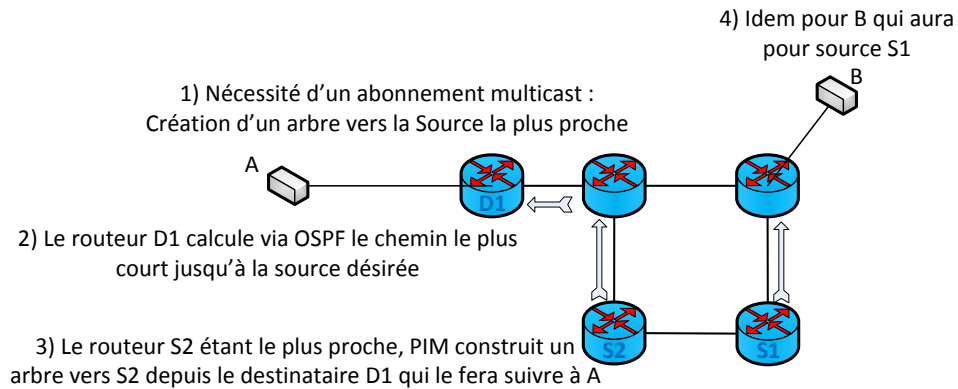 4) Idem pour B qui aura
pour source S1
B
1) Nécessité d'un abonnement multicast :
Création d'un arbre vers la Source la plus proche
A
D1
2) Le routeur D1 calcule via OSPF le chemin le plus
court jusqu'à la source désirée
S2
S1
3) Le routeur S2 étant le plus proche, PIM construit un
arbre vers S2 depuis le destinataire D1 qui le fera suivre à A